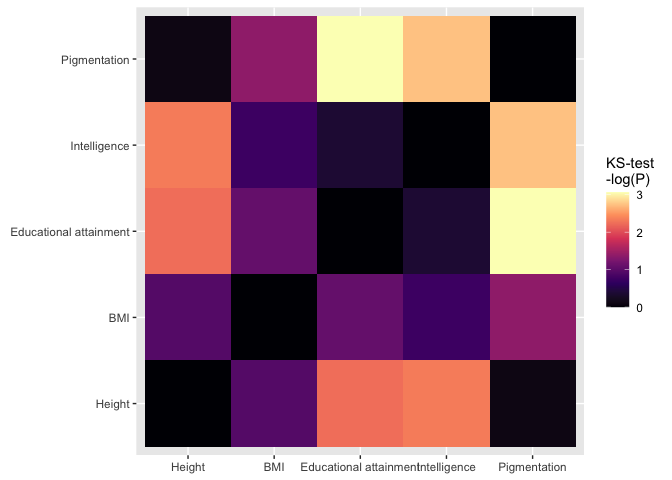 Pigmentation
Intelligence
Educational attainment
BMI
Height
Height BMI Educational attainment Intelligence Pigmentation
KS-test
-log(P)
3
2
1
0